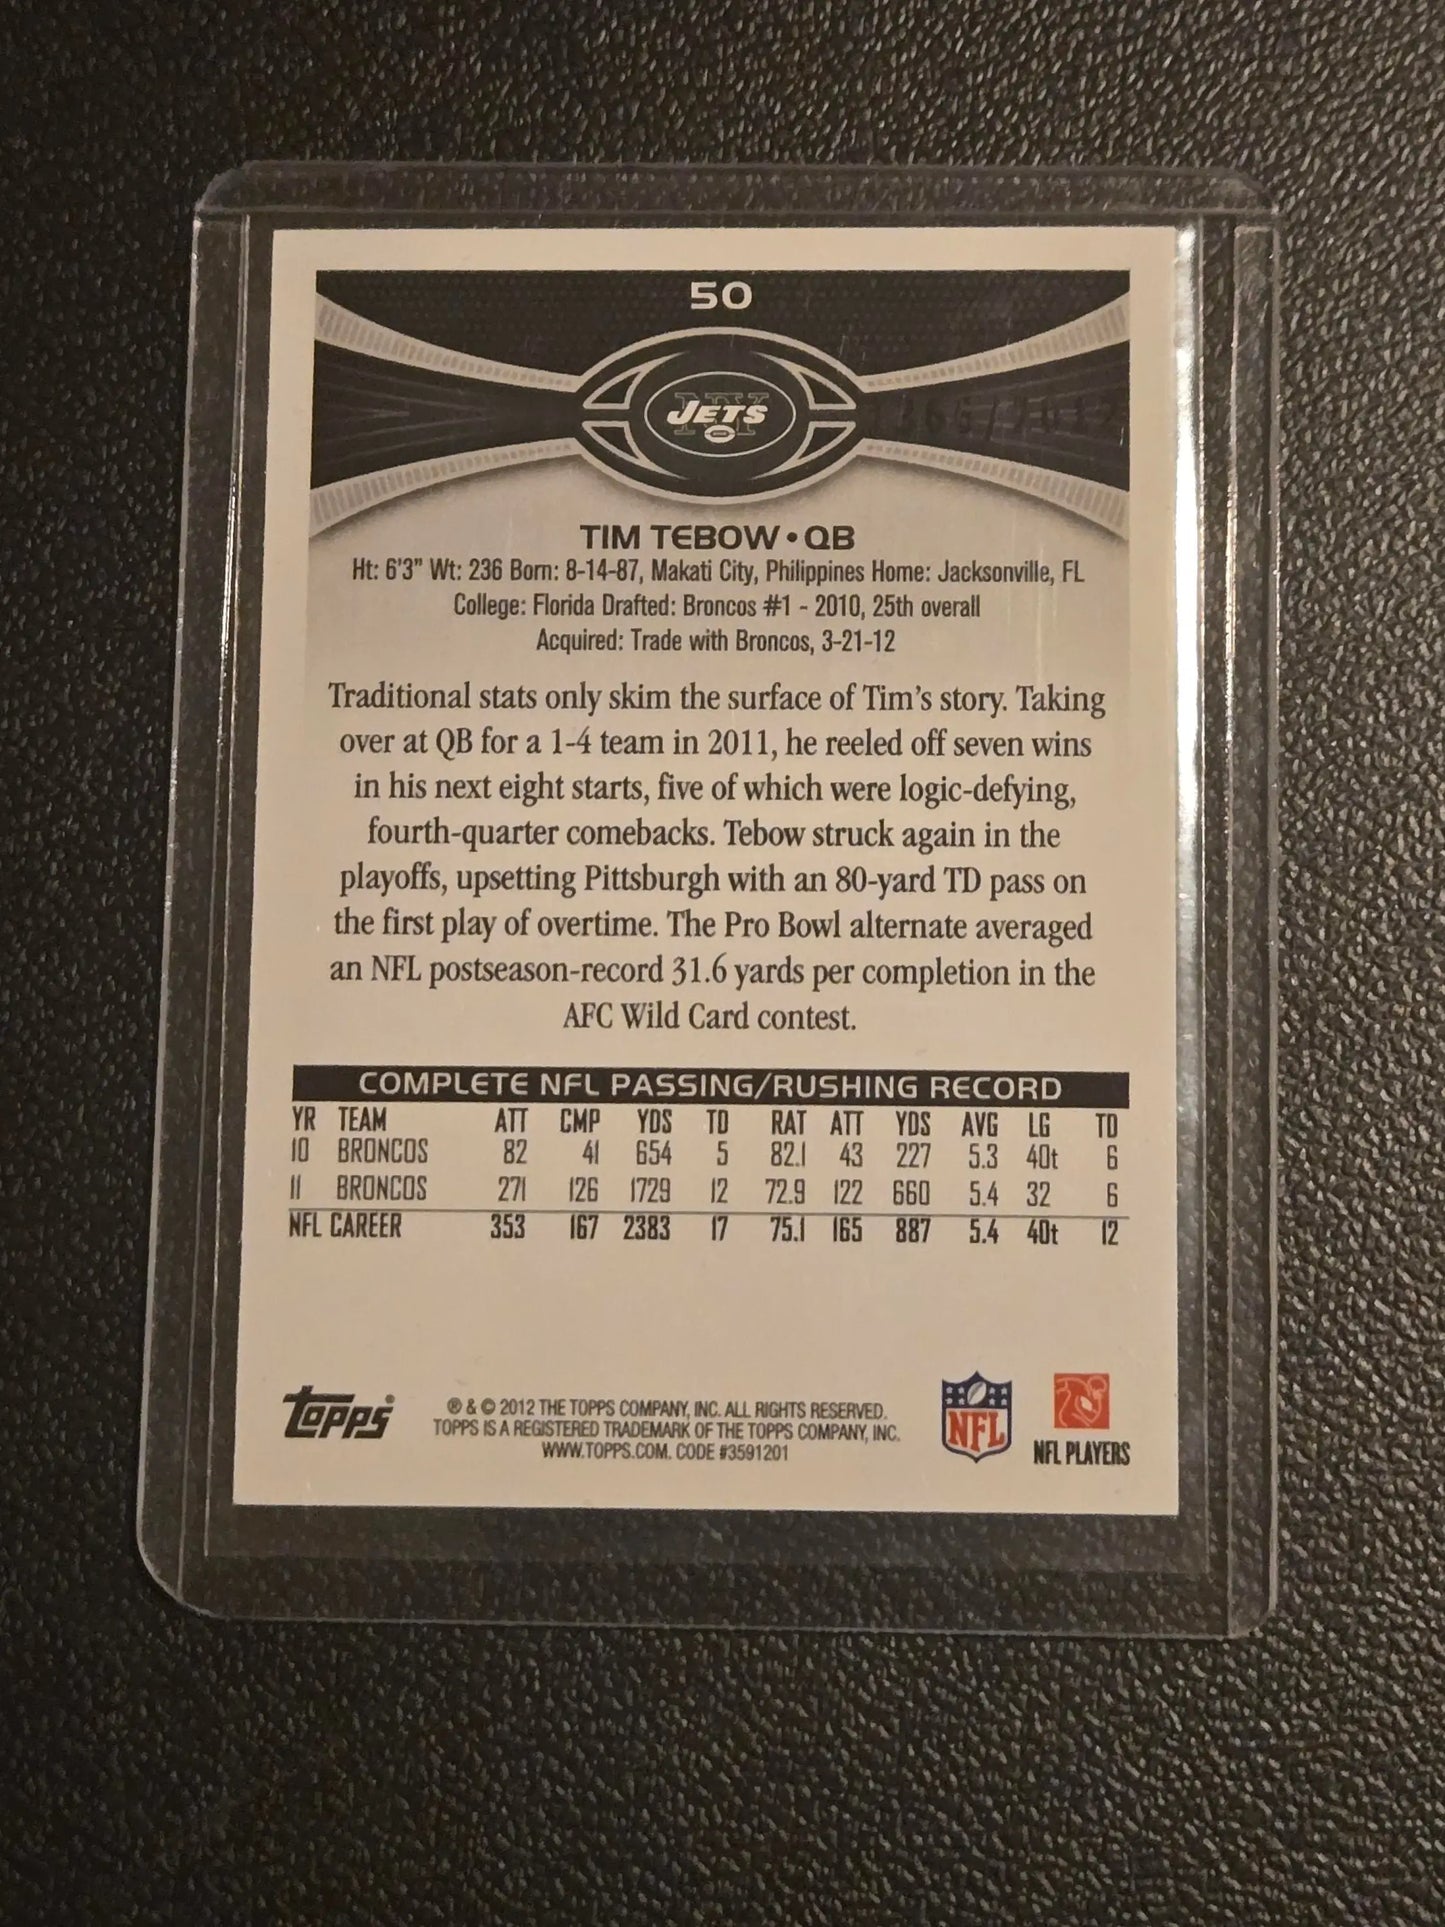 50
NY
JETS
TIM TEBOW • QB
Ht: 6'3" Wt: 236 Born: 8-14-87, Makati City, Philippines Home: Jacksonville, FL
College: Florida Drafted: Broncos #1 - 2010, 25th overall
Acquired: Trade with Broncos, 3-21-12
Traditional stats only skim the surface of Tim's story. Taking
over at QB for a 1-4 team in 2011, he reeled off seven wins
in his next eight starts, five of which were logic-defying,
fourth-quarter comebacks. Tebow struck again in the
playoffs, upsetting Pittsburgh with an 80-yard TD pass on
the first play of overtime. The Pro Bowl alternate averaged
an NFL postseason-record 31.6 yards per completion in the
AFC Wild Card contest.
COMPLETE NFL PASSING/RUSHING RECORD
YR TEAM ATT CMP YDS TD RAT ATT YDS AVG LG TD
10 BRONCOS 82 41 654 5 82.1 43 227 5.3 40t 6
11 BRONCOS 271 126 1729 12 72.9 122 660 5.4 32 6
NFL CAREER 353 167 2383 17 75.1 165 887 5.4 40t 12
Topps
® & © 2012 THE TOPPS COMPANY, INC. ALL RIGHTS RESERVED.
TOPPS IS A REGISTERED TRADEMARK OF THE TOPPS COMPANY, INC.
WWW.TOPPS.COM. CODE #3591201
NFL
NFL PLAYERS